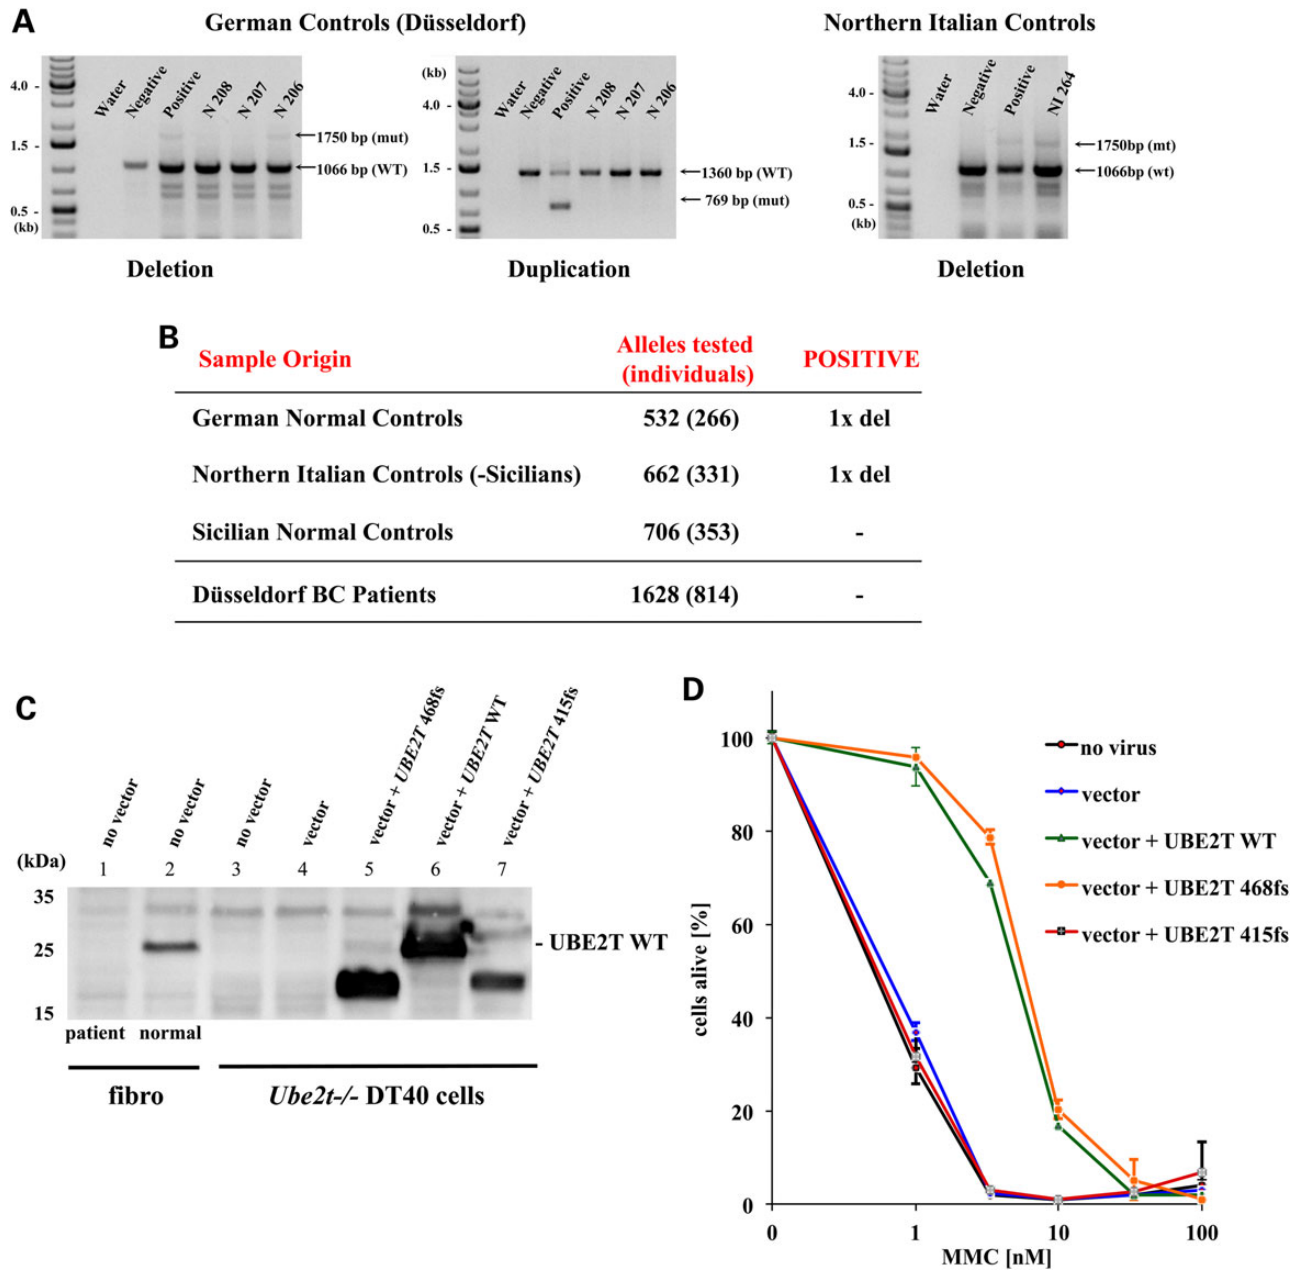 A
German Controls (Düsseldorf)
Northern Italian Controls
4.0 -
1.5 -
0.5 -
(kb)
Water
Negative
Positive
N 208
N 207
N 206
←1750 bp (mut)
←1066 bp (WT)
Deletion
(kb)
4.0 -
1.5 -
0.5 -
Water
Negative
Positive
N 208
N 207
N 206
←1360 bp (WT)
← 769 bp (mut)
Duplication
4.0 -
1.5 -
0.5 -
(kb)
Water
Negative
Positive
NI 264
←1750bp (mt)
←1066bp (wt)
Deletion
B
Sample Origin Alleles tested (individuals) POSITIVE
German Normal Controls 532 (266) 1x del
Northern Italian Controls (-Sicilians) 662 (331) 1x del
Sicilian Normal Controls 706 (353) -
Düsseldorf BC Patients 1628 (814) -
C
no vector
no vector
no vector
vector
vector + UBE2T 468fs
vector + UBE2T WT
vector + UBE2T 415fs
(kDa) 1 2 3 4 5 6 7
35
25
15
- UBE2T WT
patient normal
fibro Ube2t-/- DT40 cells
D
cells alive [%]
100
80
60
40
20
0
0 1 10 100
MMC [nM]
no virus
vector
vector + UBE2T WT
vector + UBE2T 468fs
vector + UBE2T 415fs